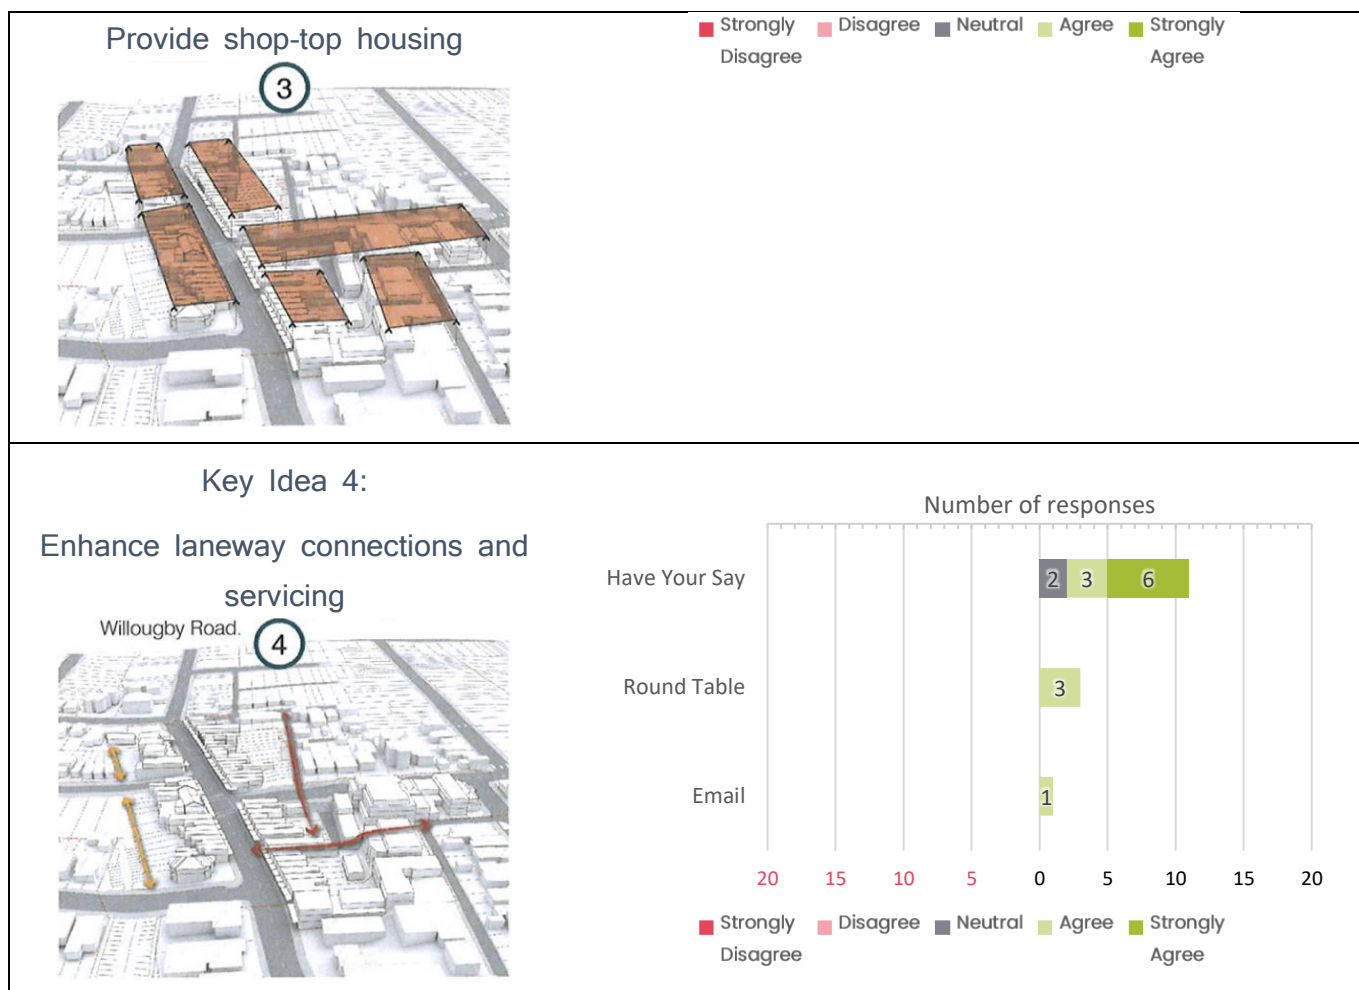 Provide shop-top housing
3
Strongly Disagree Disagree Neutral Agree Strongly Agree
Key Idea 4:
Enhance laneway connections and
servicing
Willougby Road.
4
Number of responses
Have Your Say 2 3 6
Round Table 3
Email 1
20 15 10 5 0 5 10 15 20
Strongly Disagree Disagree Neutral Agree Strongly Agree